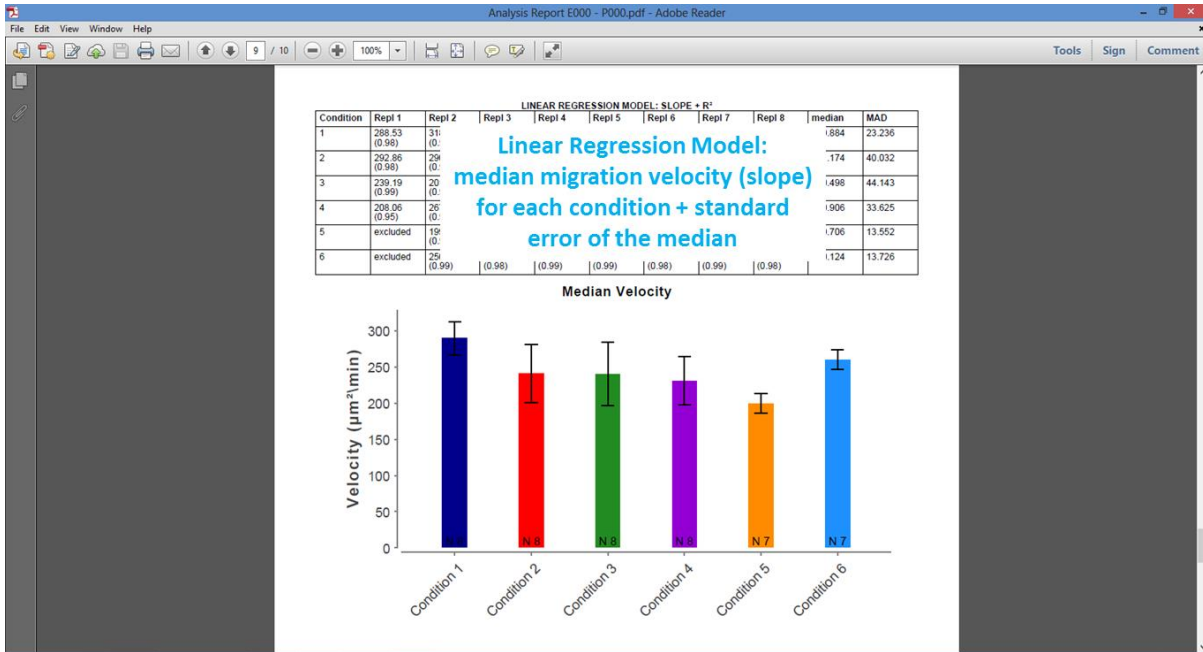 Analysis Report E000 - P000.pdf - Adobe Reader
File Edit View Window Help
9 / 10 100% Tools Sign Comment
LINEAR REGRESSION MODEL: SLOPE + R²
Condition Repl 1 Repl 2 Repl 3 Repl 4 Repl 5 Repl 6 Repl 7 Repl 8 median MAD
1 288.53 .884 23.236
(0.98)
2 292.86 .174 40.032
(0.98)
3 239.19 .498 44.143
(0.99)
4 208.06 .906 33.625
(0.95)
5 excluded .706 13.552
6 excluded .124 13.726
(0.99) (0.98) (0.99) (0.99) (0.98) (0.99) (0.98)
Linear Regression Model:
median migration velocity (slope)
for each condition + standard
error of the median
Median Velocity
Velocity (µm²\min)
300
250
200
150
100
50
0
N 8 N 8 N 8 N 7 N 7
Condition 1 Condition 2 Condition 3 Condition 4 Condition 5 Condition 6